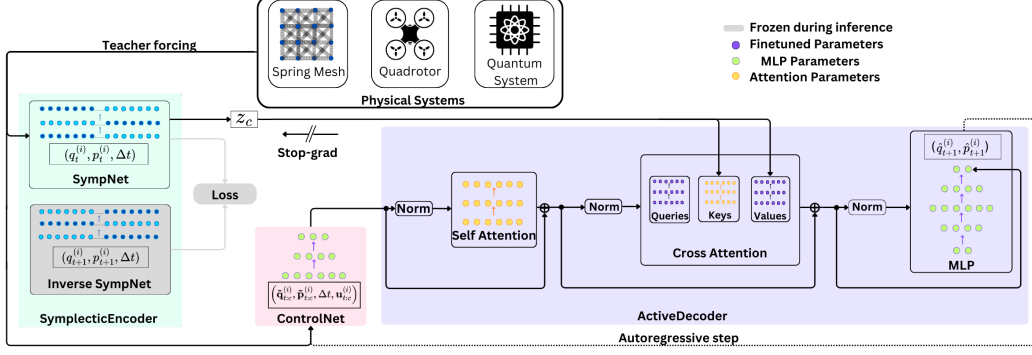 Teacher forcing
Spring Mesh
Quadrotor
Quantum
System
Physical Systems
Frozen during inference
Finetuned Parameters
MLP Parameters
Attention Parameters
(q_t^{(i)}, p_t^{(i)}, Δt)
SympNet
z_c
Stop-grad
Loss
(q_{t+1}^{(i)}, p_{t+1}^{(i)}, Δt)
Inverse SympNet
SymplecticEncoder
(q̃_{t:c}^{(i)}, p̃_{t:c}^{(i)}, Δt, u_{t:c}^{(i)})
ControlNet
Norm
Self Attention
Norm
Queries
Keys
Values
Cross Attention
Norm
(q̂_{t+1}^{(i)}, p̂_{t+1}^{(i)})
MLP
ActiveDecoder
Autoregressive step